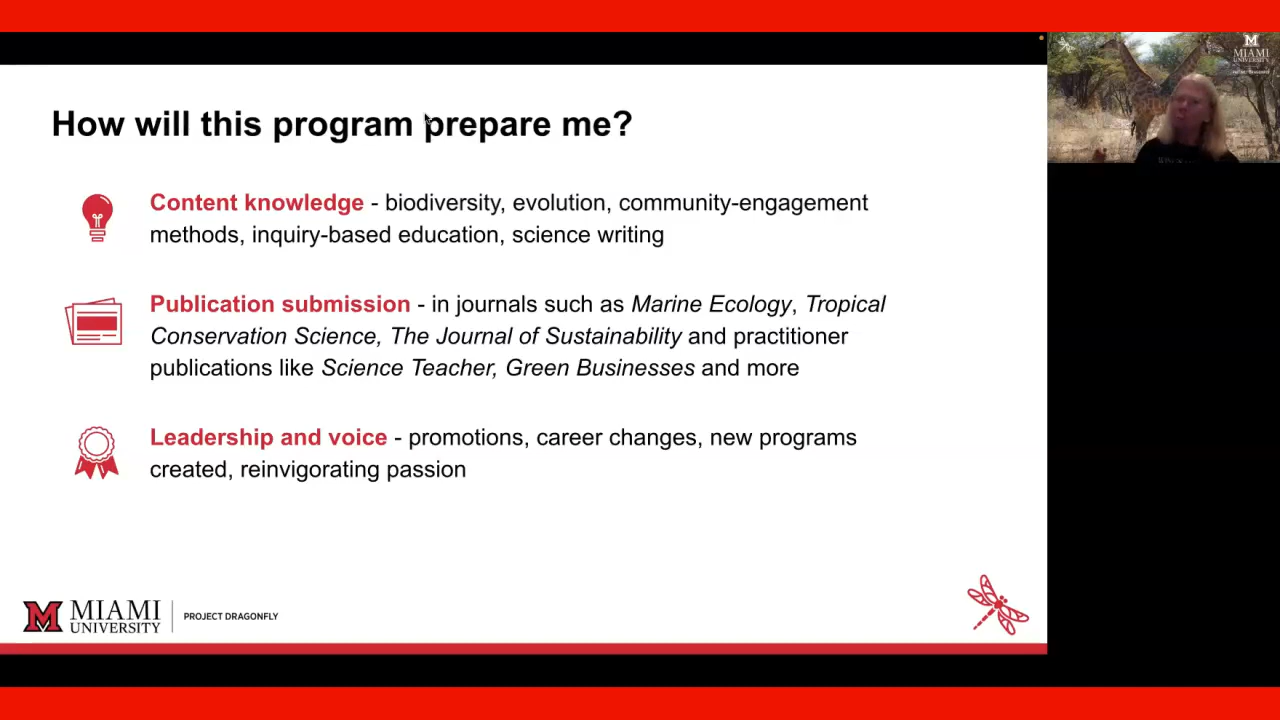 How will this program prepare me?
Content knowledge - biodiversity, evolution, community-engagement
methods, inquiry-based education, science writing
Publication submission - in journals such as Marine Ecology, Tropical
Conservation Science, The Journal of Sustainability and practitioner
publications like Science Teacher, Green Businesses and more
Leadership and voice - promotions, career changes, new programs
created, reinvigorating passion
M MIAMI
UNIVERSITY
PROJECT DRAGONFLY
M
MIAMI
UNIVERSITY